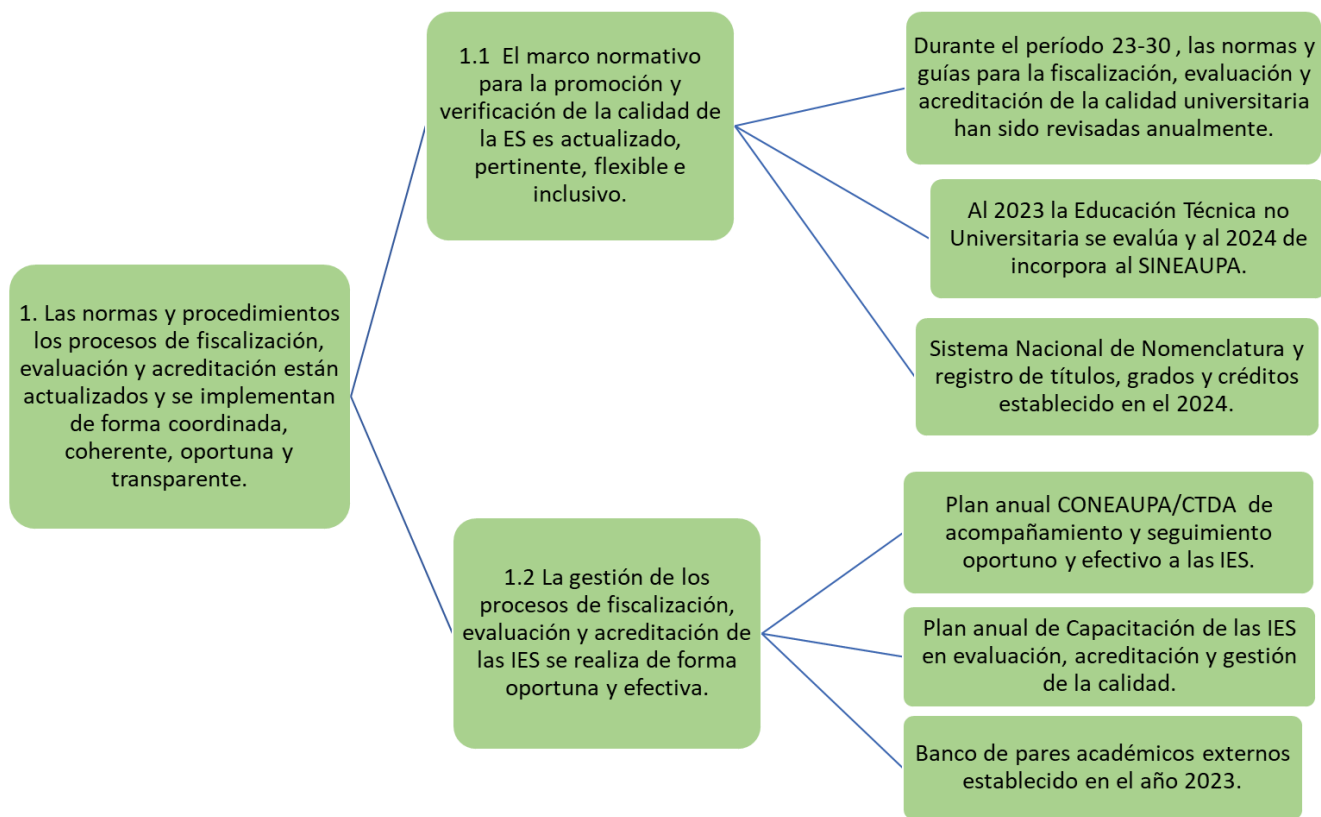 1. Las normas y procedimientos
los procesos de fiscalización,
evaluación y acreditación están
actualizados y se implementan
de forma coordinada,
coherente, oportuna y
transparente.
1.1 El marco normativo
para la promoción y
verificación de la calidad de
la ES es actualizado,
pertinente, flexible e
inclusivo.
Durante el período 23-30 , las normas y
guías para la fiscalización, evaluación y
acreditación de la calidad universitaria
han sido revisadas anualmente.
Al 2023 la Educación Técnica no
Universitaria se evalúa y al 2024 de
incorpora al SINEAUPA.
Sistema Nacional de Nomenclatura y
registro de títulos, grados y créditos
establecido en el 2024.
1.2 La gestión de los
procesos de fiscalización,
evaluación y acreditación de
las IES se realiza de forma
oportuna y efectiva.
Plan anual CONEAUPA/CTDA de
acompañamiento y seguimiento
oportuno y efectivo a las IES.
Plan anual de Capacitación de las IES
en evaluación, acreditación y gestión
de la calidad.
Banco de pares académicos externos
establecido en el año 2023.